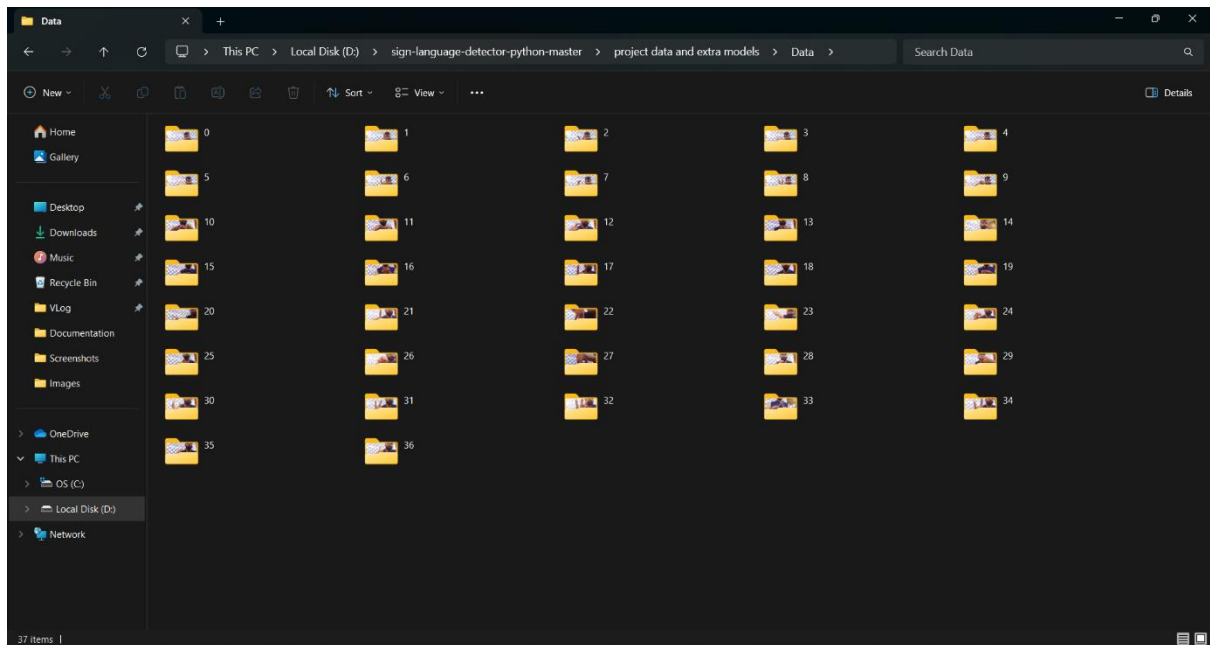 Data
This PC > Local Disk (D:) > sign-language-detector-python-master > project data and extra models > Data >
Search Data
New
Sort
View
Details
Home
Gallery
Desktop
Downloads
Music
Recycle Bin
VLog
Documentation
Screenshots
Images
OneDrive
This PC
OS (C:)
Local Disk (D:)
Network
0 1 2 3 4
5 6 7 8 9
10 11 12 13 14
15 16 17 18 19
20 21 22 23 24
25 26 27 28 29
30 31 32 33 34
35 36
37 items